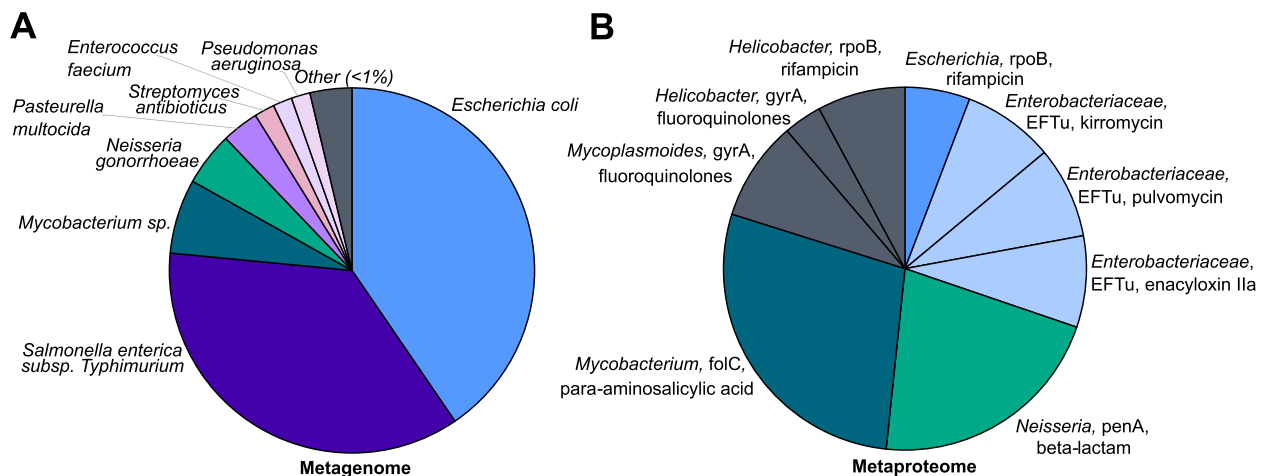 A
Enterococcus
faecium
Pseudomonas
aeruginosa
Other (<1%)
Streptomyces
antibioticus
Pasteurella
multocida
Neisseria
gonorrhoeae
Mycobacterium sp.
Salmonella enterica
subsp. Typhimurium
Escherichia coli
Metagenome
B
Helicobacter, rpoB,
rifampicin
Escherichia, rpoB,
rifampicin
Helicobacter, gyrA,
fluoroquinolones
Enterobacteriaceae,
EFTu, kirromycin
Mycoplasmoides, gyrA,
fluoroquinolones
Enterobacteriaceae,
EFTu, pulvomycin
Enterobacteriaceae,
EFTu, enacyloxin IIa
Mycobacterium, folC,
para-aminosalicylic acid
Neisseria, penA,
beta-lactam
Metaproteome